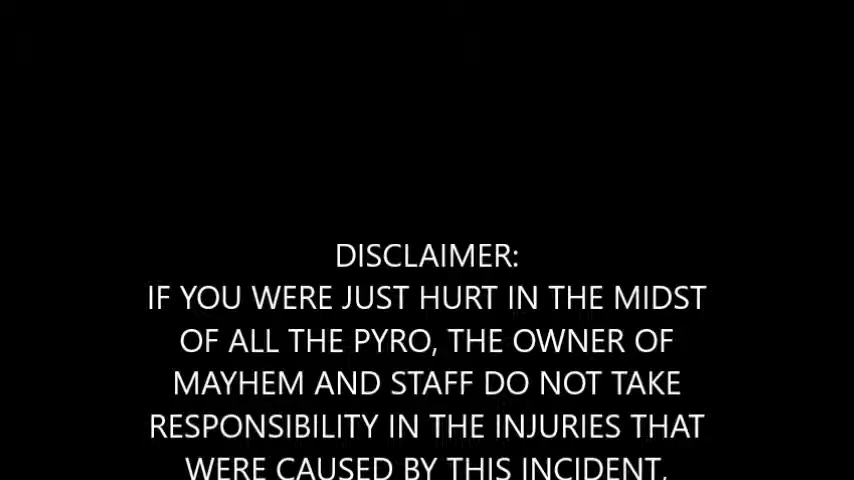 DISCLAIMER:
IF YOU WERE JUST HURT IN THE MIDST
OF ALL THE PYRO, THE OWNER OF
MAYHEM AND STAFF DO NOT TAKE
RESPONSIBILITY IN THE INJURIES THAT
WERE CAUSED BY THIS INCIDENT,